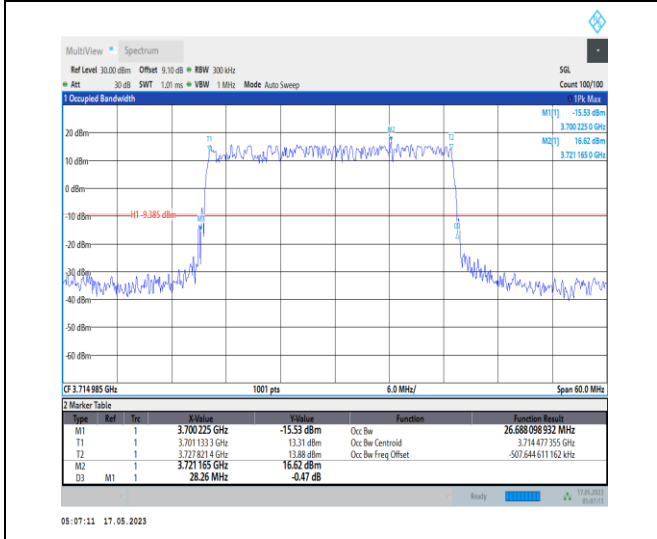 MultiView Spectrum
Ref Level 30.00 dBm Offset 9.10 dB RBW 300 kHz SGL
Att 30 dB SWT 1.01 ms VBW 1 MHz Mode Auto Sweep Count 100/100
1 Occupied Bandwidth 1Pk Max
M1[1] -15.53 dBm
3.700 225 0 GHz
M2[1] 16.62 dBm
3.721 165 0 GHz
M2
T1
T2
20 dBm
10 dBm
0 dBm
-10 dBm H1 -9.385 dBm
M1
D3
-20 dBm
-30 dBm
-40 dBm
-50 dBm
-60 dBm
CF 3.714 985 GHz 1001 pts 6.0 MHz/ Span 60.0 MHz
2 Marker Table
Type Ref Trc X-Value Y-Value Function Function Result
M1 1 3.700 225 GHz -15.53 dBm Occ Bw 26.688 098 932 MHz
T1 1 3.701 133 3 GHz 13.31 dBm Occ Bw Centroid 3.714 477 355 GHz
T2 1 3.727 821 4 GHz 13.88 dBm Occ Bw Freq Offset -507.644 611 162 kHz
M2 1 3.721 165 GHz 16.62 dBm
D3 M1 1 28.26 MHz -0.47 dB
Ready 17.05.2023
05:07:11
05:07:11 17.05.2023